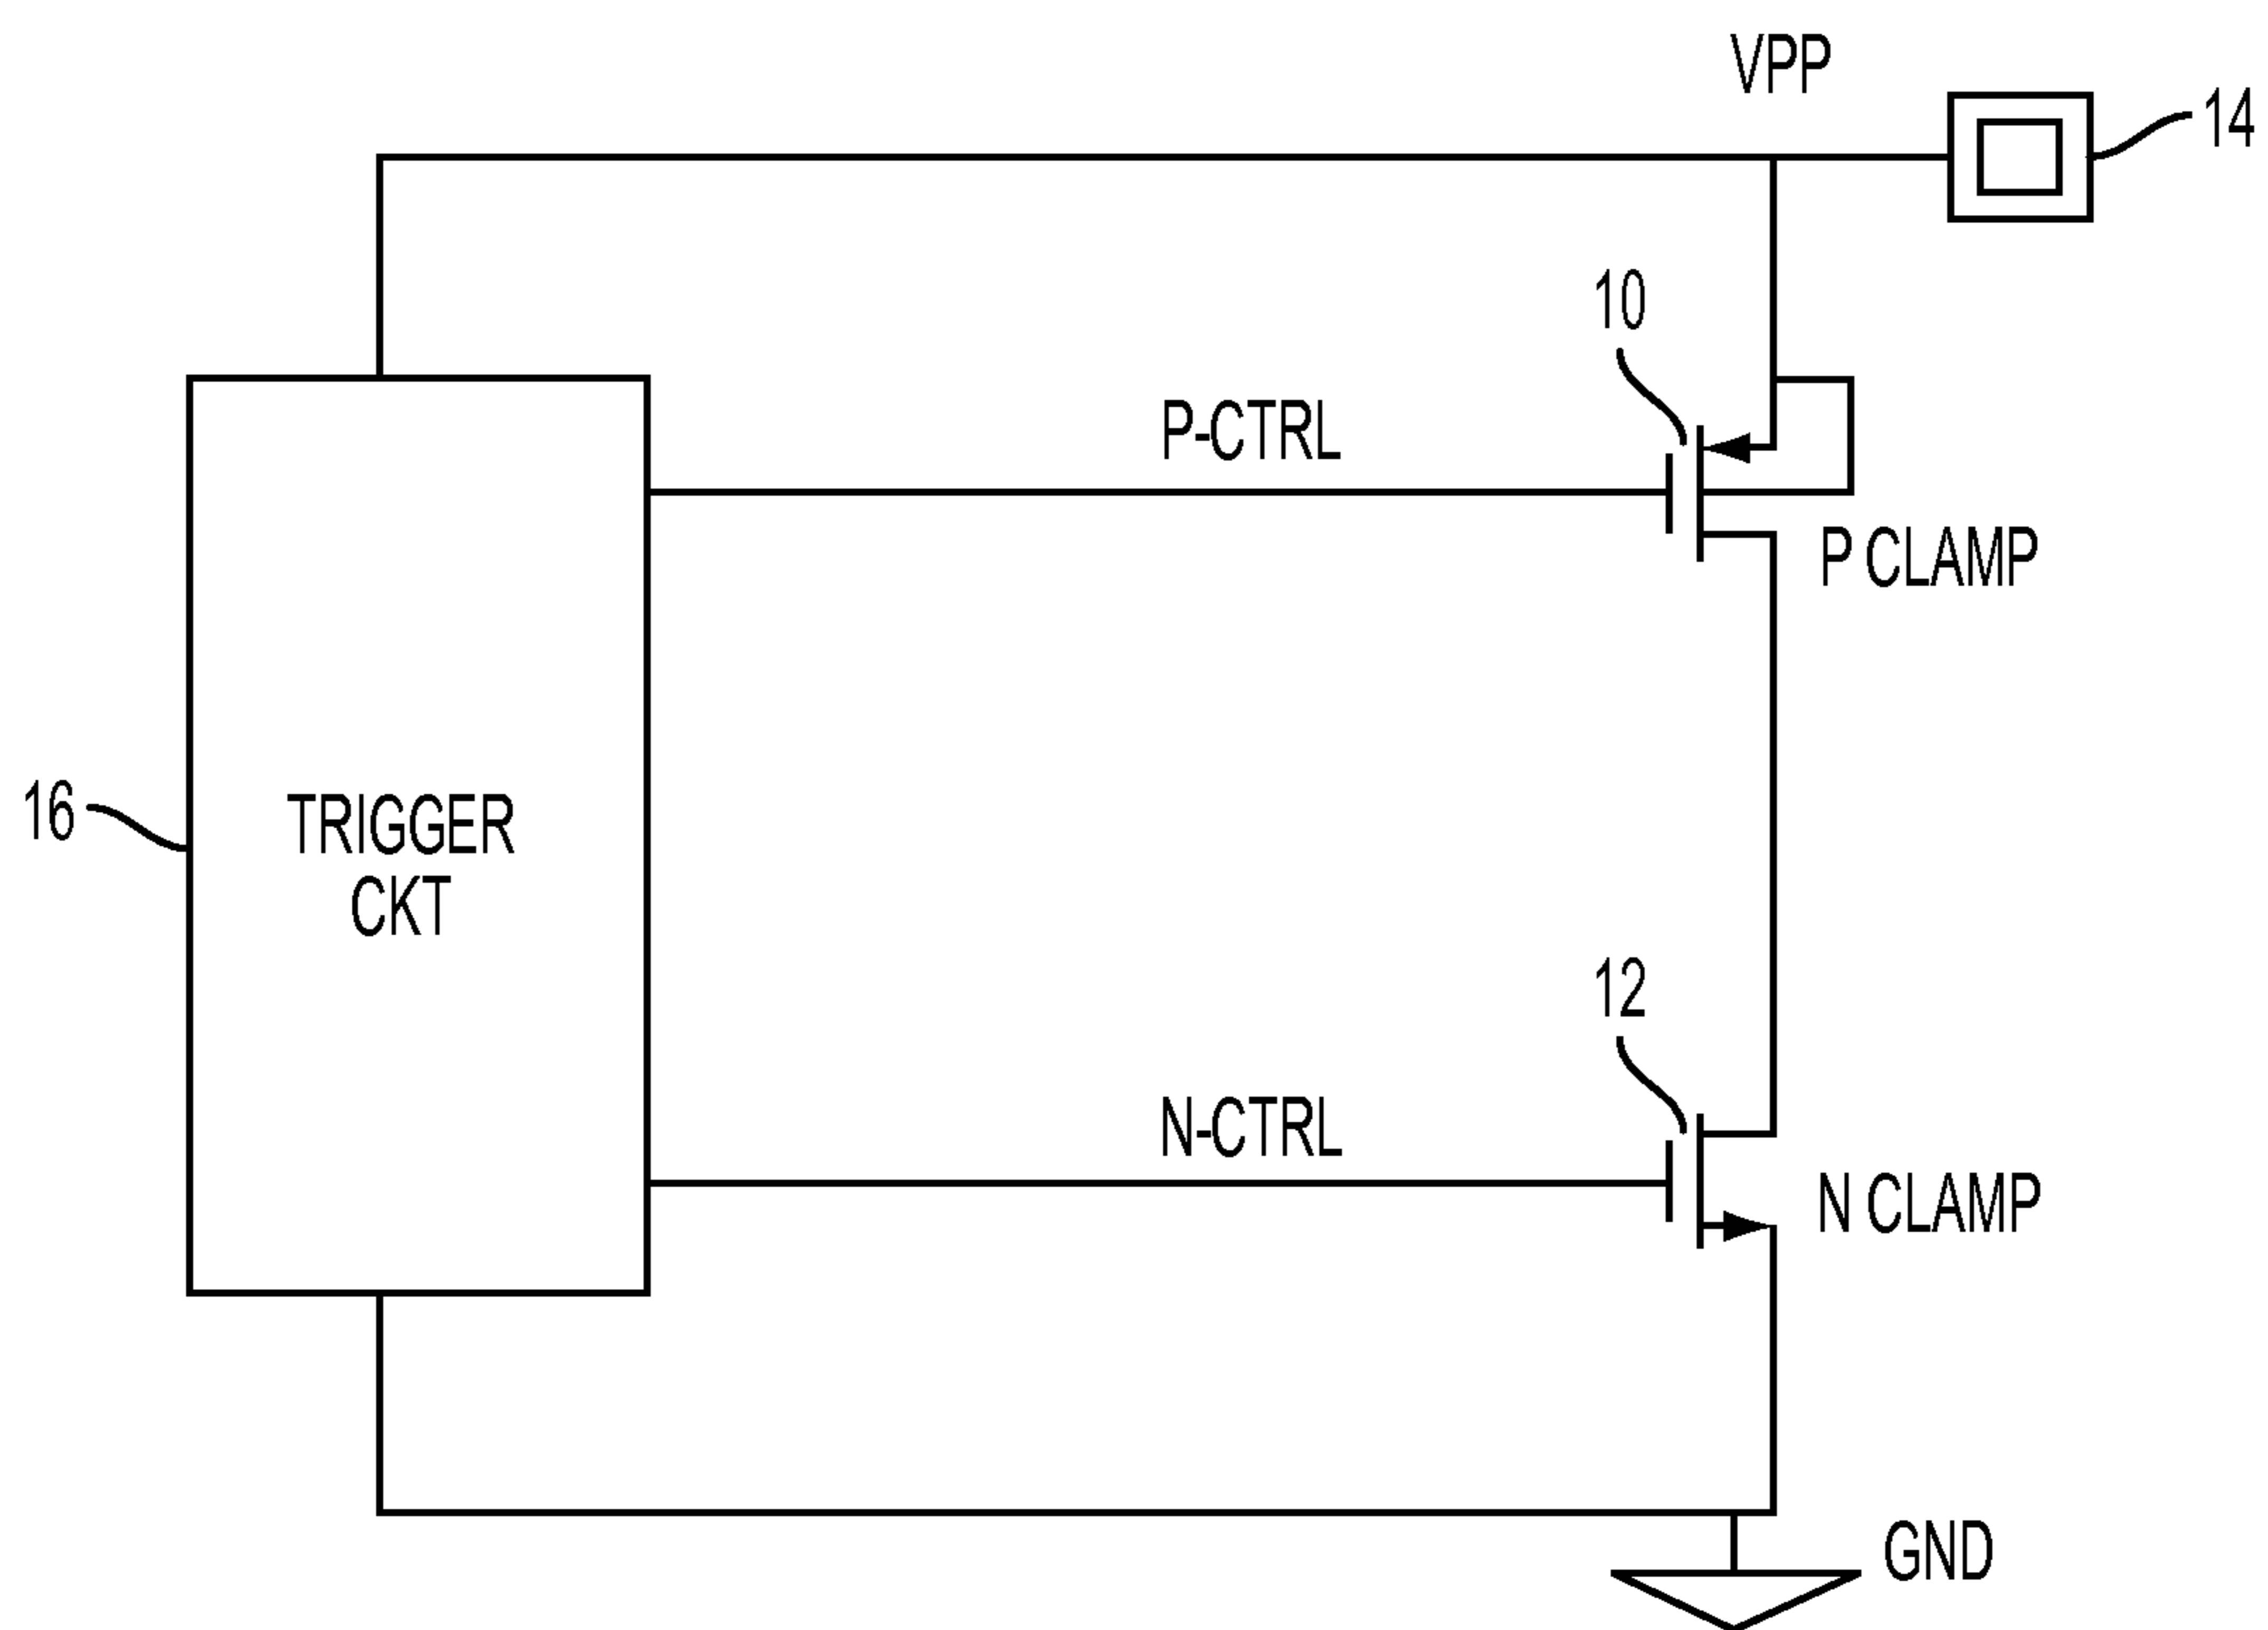 VPP
14
10
P-CTRL
P CLAMP
16
TRIGGER
CKT
12
N-CTRL
N CLAMP
GND